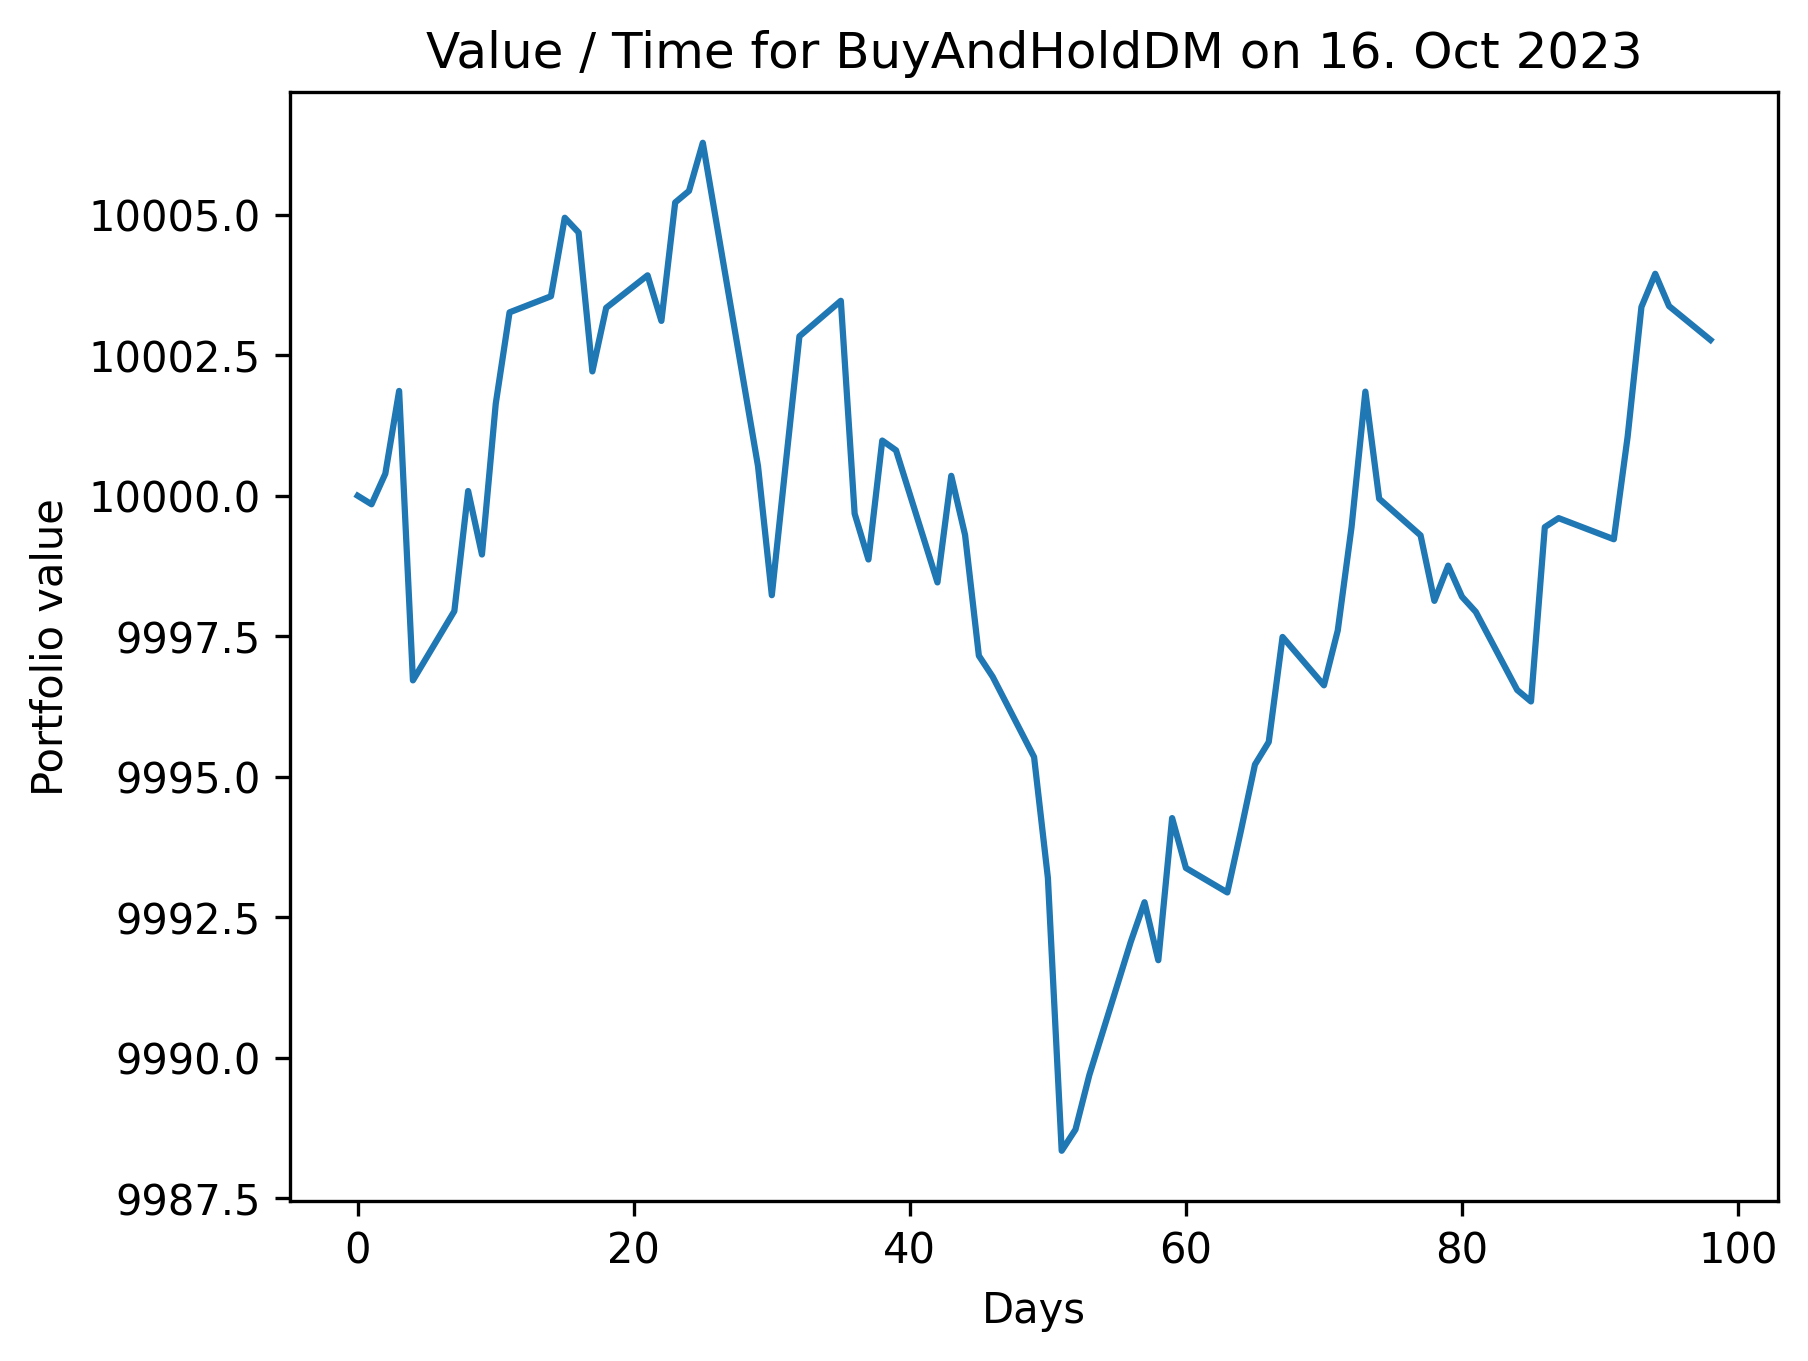 Value / Time for BuyAndHoldDM on 16. Oct 2023
Portfolio value
10005.0
10002.5
10000.0
9997.5
9995.0
9992.5
9990.0
9987.5
0 20 40 60 80 100
Days